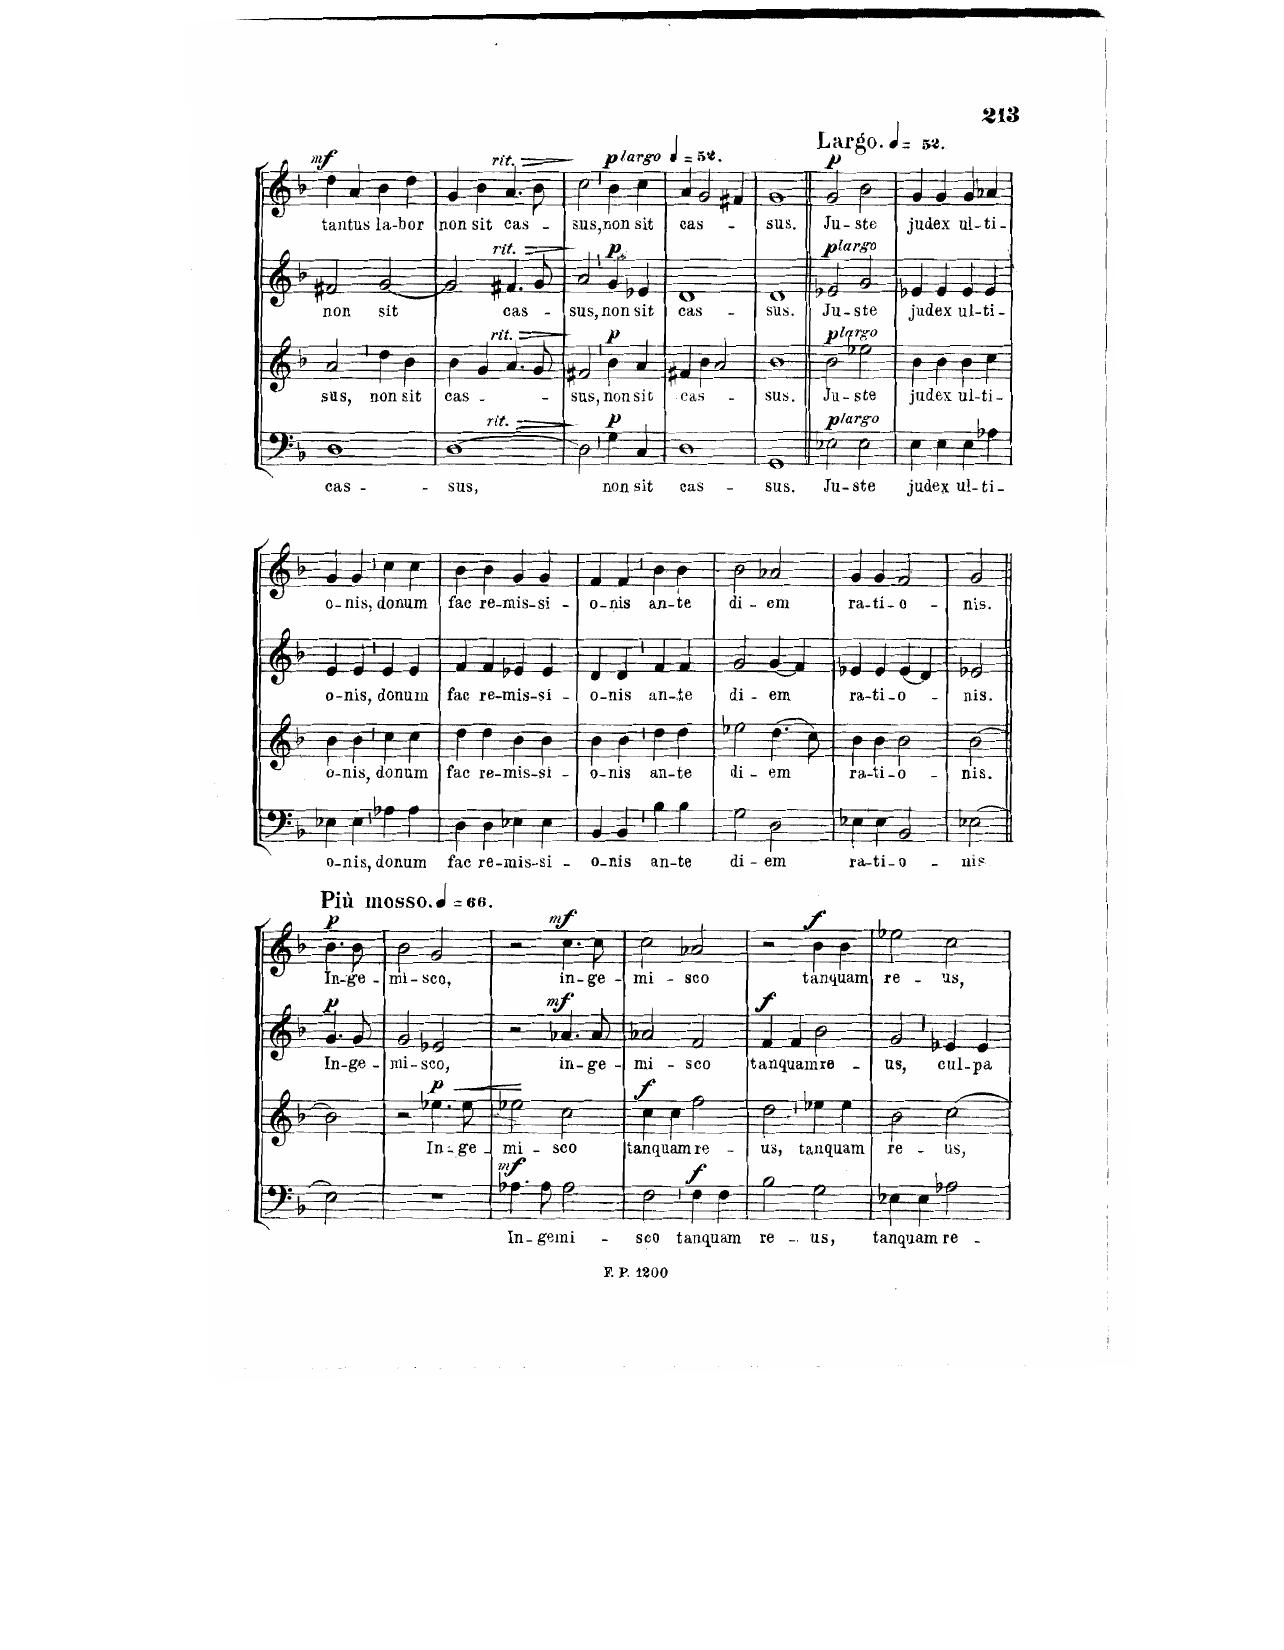 213
Largo. = 52.
mf rit. p largo = 52. p
tantus la-bor non sit cas - sus, non sit cas - sus. Ju-ste judex ul-ti-
rit. p p largo
non sit cas - sus, non sit cas - sus. Ju-ste judex ul-ti-
rit. p p largo
sus, non sit cas - - sus, non sit cas - sus. Ju-ste judex ul-ti-
rit. p p largo
cas - - sus, non sit cas - sus. Ju-ste judex ul-ti-
o-nis, donum fac re-mis-si - o-nis an-te di - em ra-ti-o - nis.
o-nis, donum fac re-mis-si - o-nis an-te di - em ra-ti-o - nis.
o-nis, donum fac re-mis-si - o-nis an-te di - em ra-ti-o - nis.
o-nis, donum fac re-mis-si - o-nis an-te di - em ra-ti-o - nis
Più mosso. = 66.
p mf f
In-ge - mi-sco, in-ge - mi - sco tanquam re - us,
p mf f
In-ge - mi-sco, in-ge - mi - sco tanquam re - us, cul-pa
p f
In-ge - mi - sco tanquam re - us, tanquam re - us,
mf f
In-gemi - sco tanquam re - us, tanquam re -
F. P. 1200